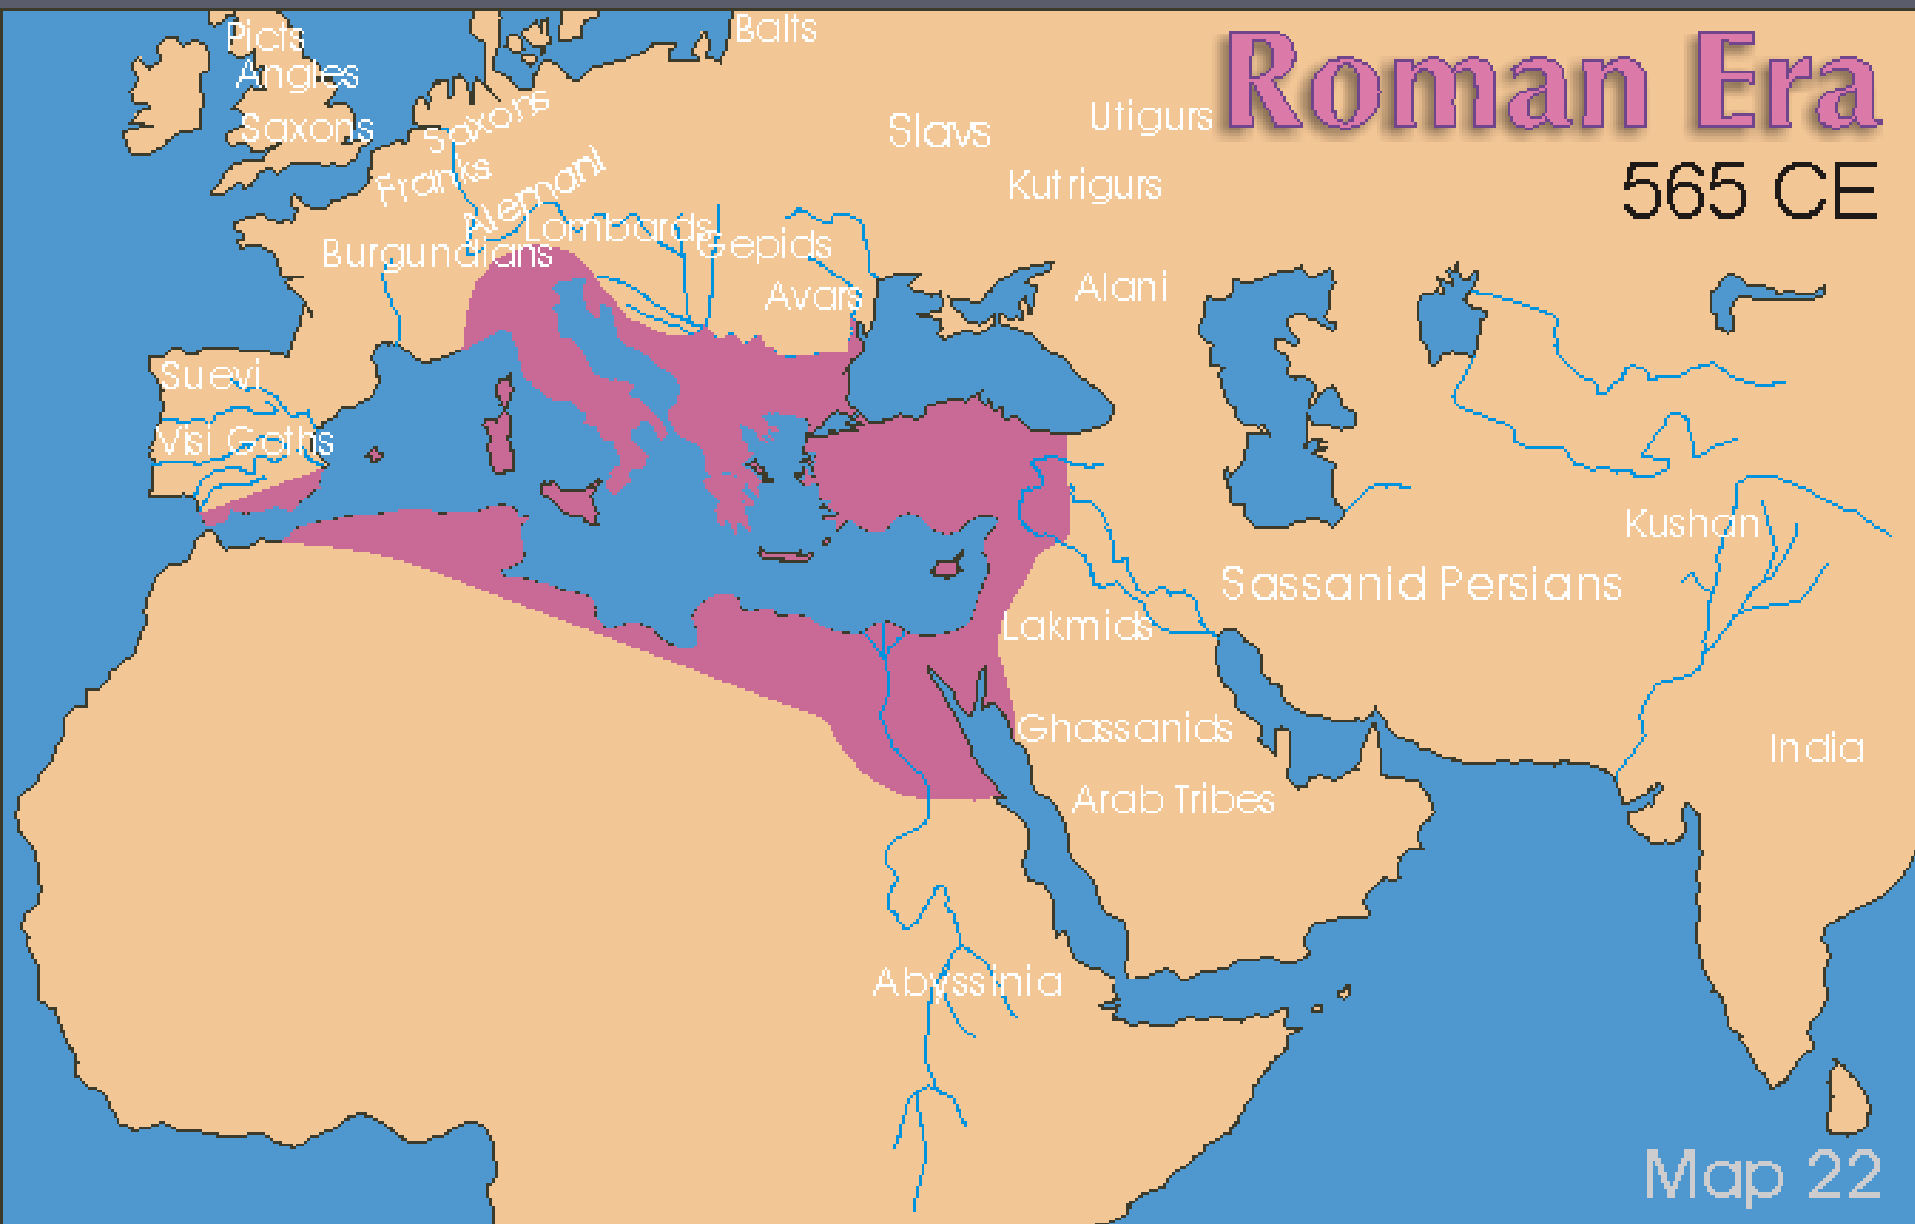 Picts
Balts
Roman Era
Angles
Saxons
Saxons
Slavs
Utigurs
565 CE
Franks
Alemani
Kutrigurs
Burgundians
Lombards
Gepids
Avars
Alani
Suevi
Visi Goths
Kushan
Sassanid Persians
Lakmids
Ghassanids
India
Arab Tribes
Abyssinia
Map 22